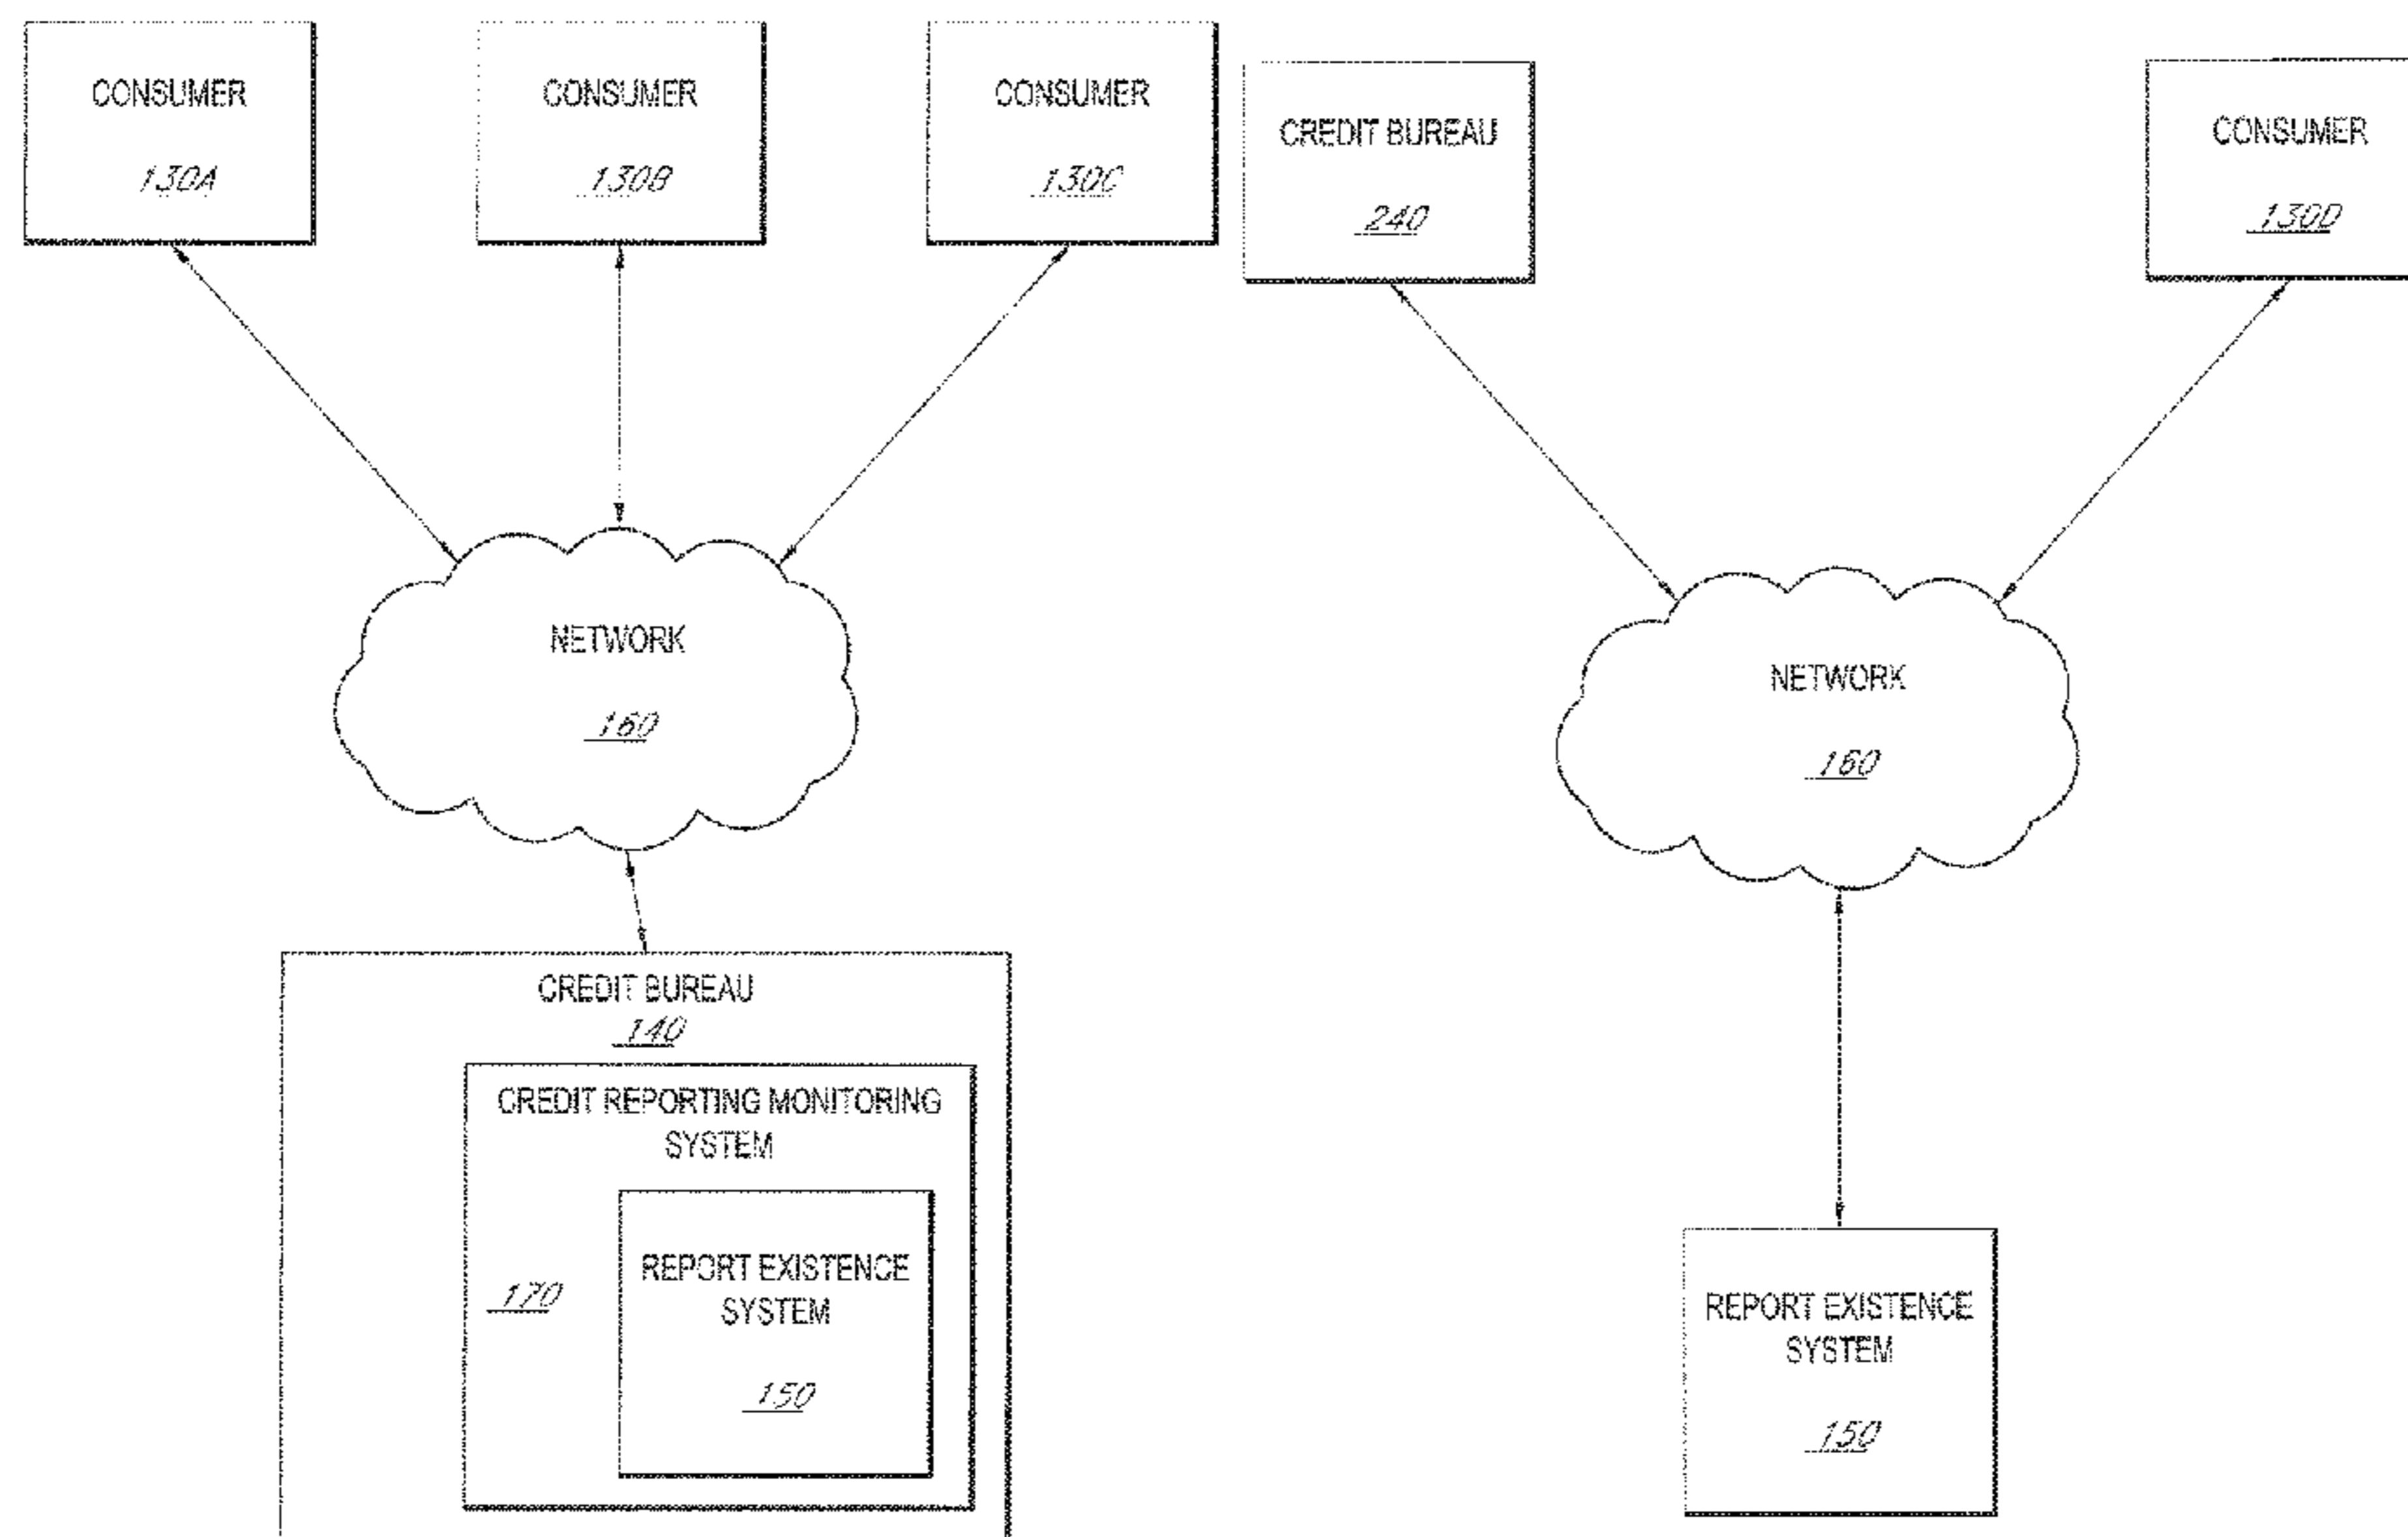 CONSUMER
130A
CONSUMER
130B
CONSUMER
130C
CREDIT BUREAU
240
CONSUMER
130D
NETWORK
160
NETWORK
160
CREDIT BUREAU
140
CREDIT REPORTING MONITORING
SYSTEM
170
REPORT EXISTENCE
SYSTEM
150
REPORT EXISTENCE
SYSTEM
150